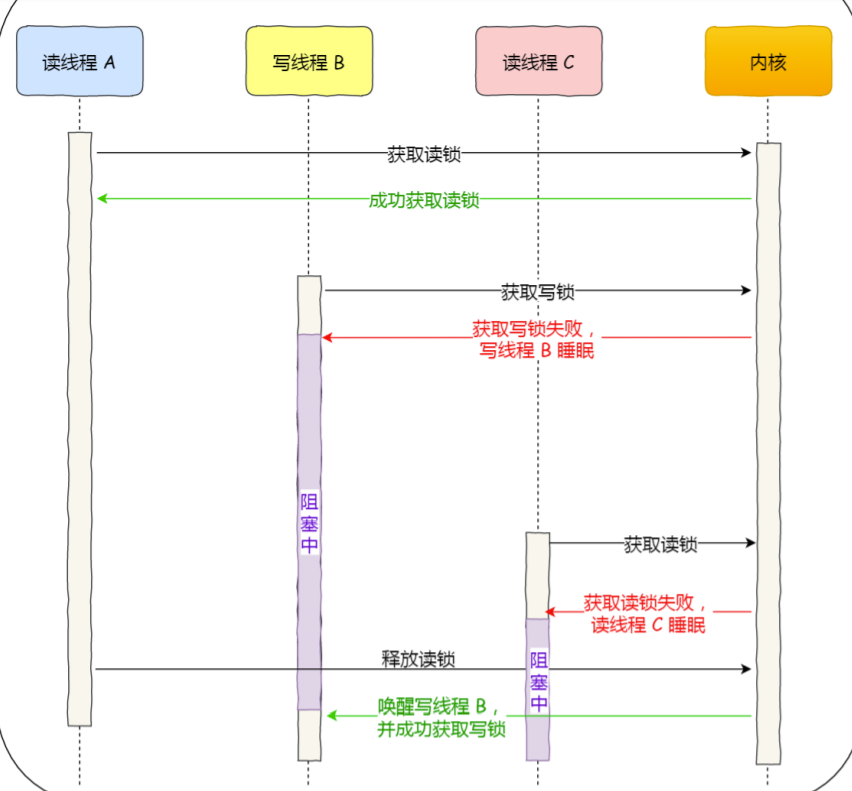 读线程 A
写线程 B
读线程 C
内核
获取读锁
成功获取读锁
获取写锁
获取写锁失败，
写线程 B 睡眠
阻
塞
中
获取读锁
获取读锁失败，
读线程 C 睡眠
释放读锁
阻
塞
中
唤醒写线程 B，
并成功获取写锁